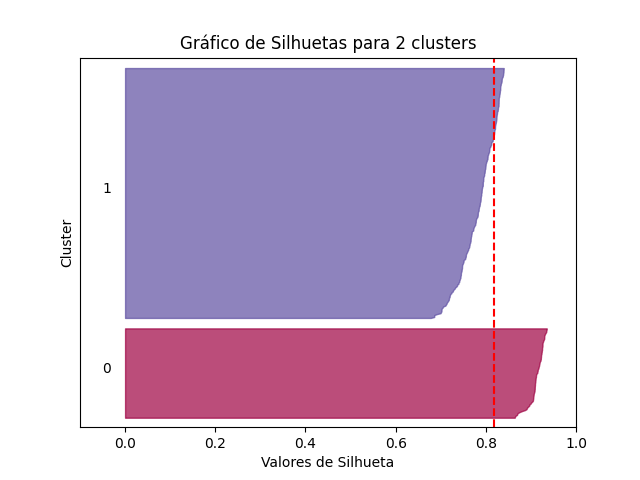 Gráfico de Silhuetas para 2 clusters
1
0
Cluster
0.0 0.2 0.4 0.6 0.8 1.0
Valores de Silhueta